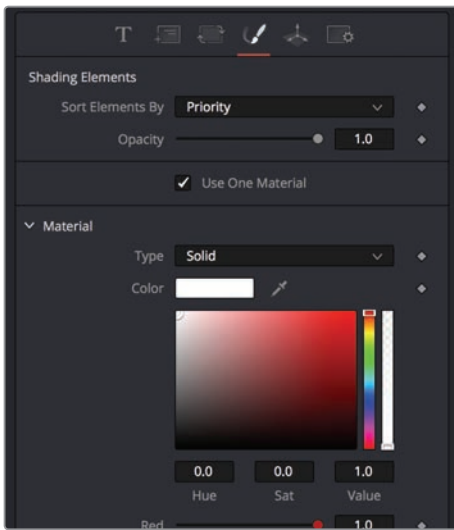 T
Shading Elements
Sort Elements By Priority
Opacity 1.0
Use One Material
Material
Type Solid
Color
0.0 0.0 1.0
Hue Sat Value
Red 1.0